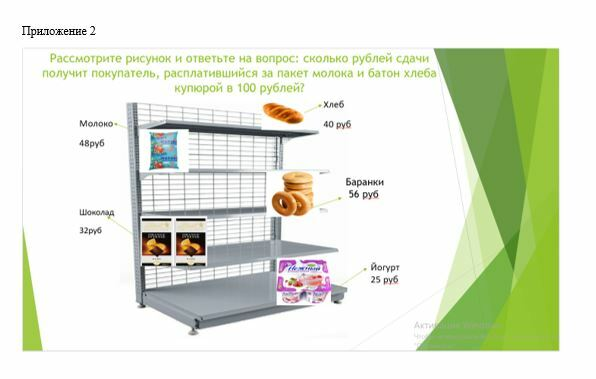 Приложение 2
Рассмотрите рисунок и ответьте на вопрос: сколько рублей сдачи
получит покупатель, расплатившийся за пакет молока и батон хлеба
купюрой в 100 рублей?
Хлеб
40 руб
Молоко
48руб
Баранки
56 руб
Шоколад
32руб
Нежный
Йогурт
25 руб
Активация Windows